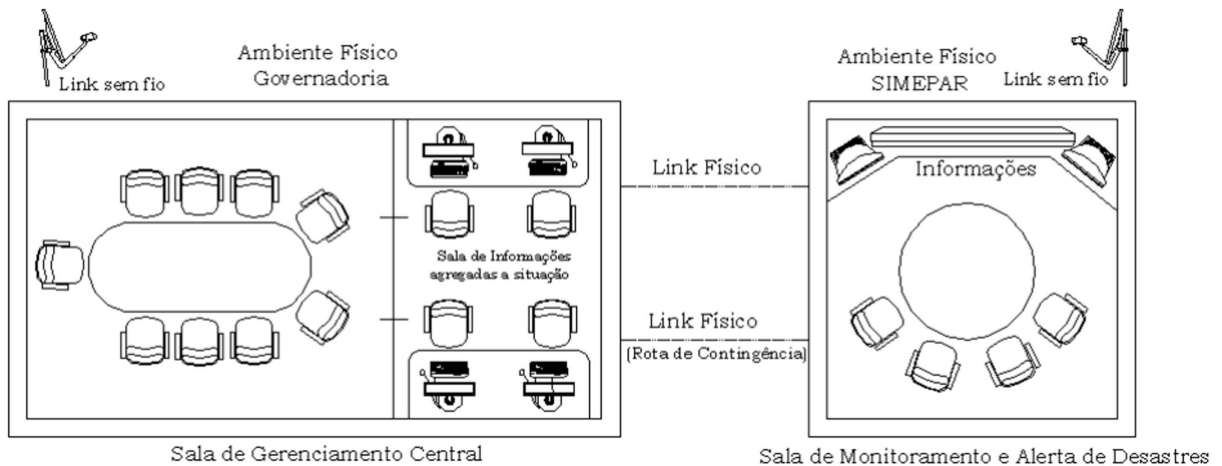 Ambiente Físico
Governadoria
Link sem fio
Ambiente Físico
SIMEPAR
Link sem fio
Link Físico
Informações
Sala de Informações
agregadas a situação
Link Físico
(Rota de Contingência)
Sala de Gerenciamento Central
Sala de Monitoramento e Alerta de Desastres